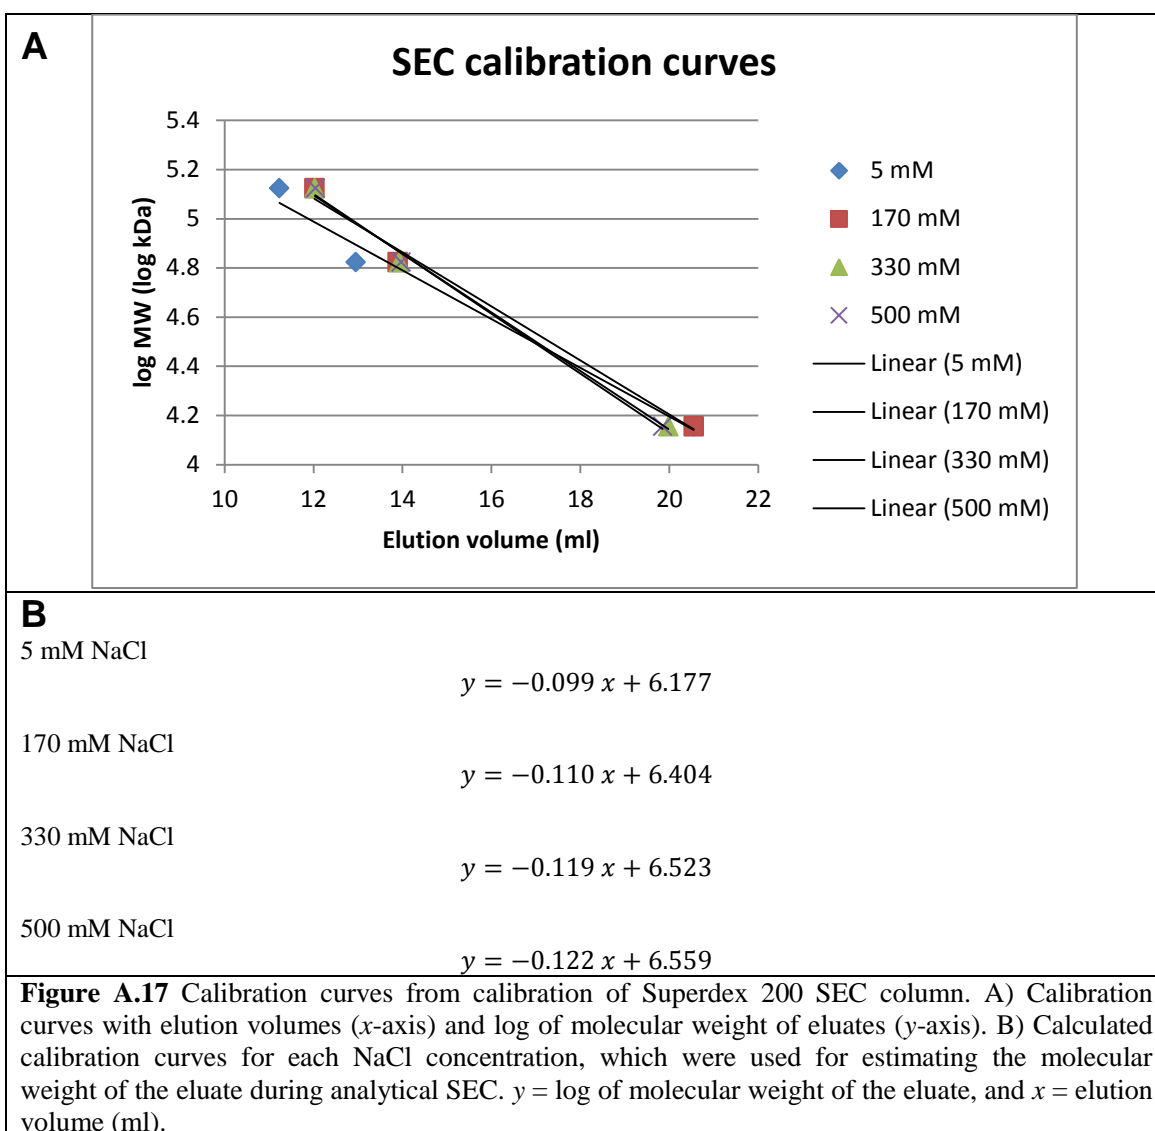 A
SEC calibration curves
log MW (log kDa)
5.4
5.2
5
4.8
4.6
4.4
4.2
4
10 12 14 16 18 20 22
Elution volume (ml)
5 mM
170 mM
330 mM
500 mM
Linear (5 mM)
Linear (170 mM)
Linear (330 mM)
Linear (500 mM)
B
5 mM NaCl
y = −0.099 x + 6.177
170 mM NaCl
y = −0.110 x + 6.404
330 mM NaCl
y = −0.119 x + 6.523
500 mM NaCl
y = −0.122 x + 6.559
Figure A.17 Calibration curves from calibration of Superdex 200 SEC column. A) Calibration
curves with elution volumes (x-axis) and log of molecular weight of eluates (y-axis). B) Calculated
calibration curves for each NaCl concentration, which were used for estimating the molecular
weight of the eluate during analytical SEC. y = log of molecular weight of the eluate, and x = elution
volume (ml).